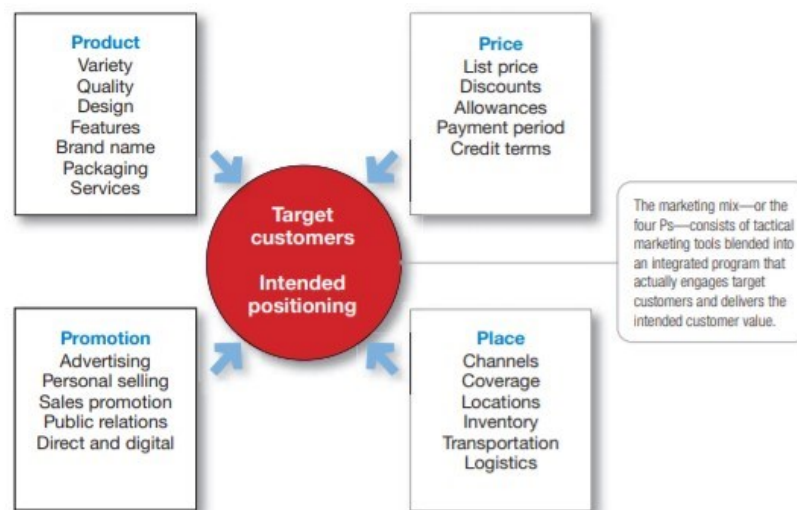 Product
Variety
Quality
Design
Features
Brand name
Packaging
Services
Price
List price
Discounts
Allowances
Payment period
Credit terms
Target
customers
Intended
positioning
The marketing mix—or the
four Ps—consists of tactical
marketing tools blended into
an integrated program that
actually engages target
customers and delivers the
intended customer value.
Promotion
Advertising
Personal selling
Sales promotion
Public relations
Direct and digital
Place
Channels
Coverage
Locations
Inventory
Transportation
Logistics